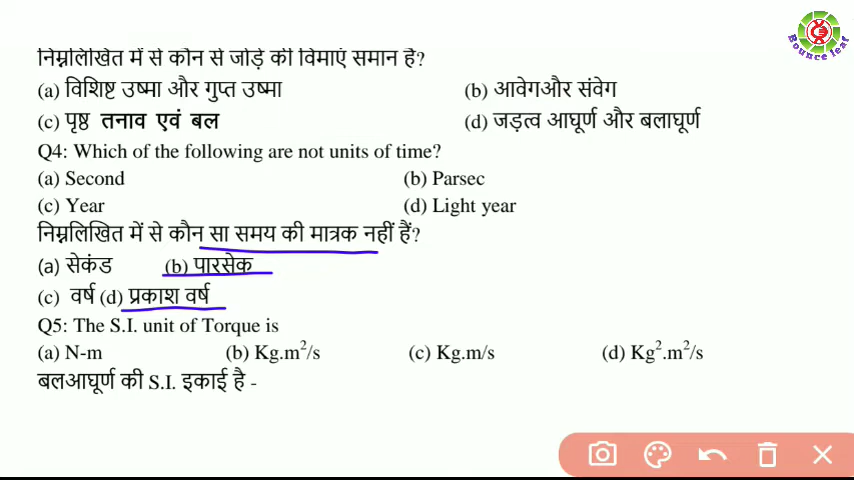 Bounce leaf
निम्नलिखित में से कौन से जोड़े की विमाएं समान हैं?
(a) विशिष्ट उष्मा और गुप्त उष्मा (b) आवेगऔर संवेग
(c) पृष्ठ तनाव एवं बल (d) जड़त्व आघूर्ण और बलाघूर्ण
Q4: Which of the following are not units of time?
(a) Second (b) Parsec
(c) Year (d) Light year
निम्नलिखित में से कौन सा समय की मात्रक नहीं हैं?
(a) सेकंड (b) पारसेक
(c) वर्ष (d) प्रकाश वर्ष
Q5: The S.I. unit of Torque is
(a) N-m (b) Kg.m²/s (c) Kg.m/s (d) Kg².m²/s
बलआघूर्ण की S.I. इकाई है -